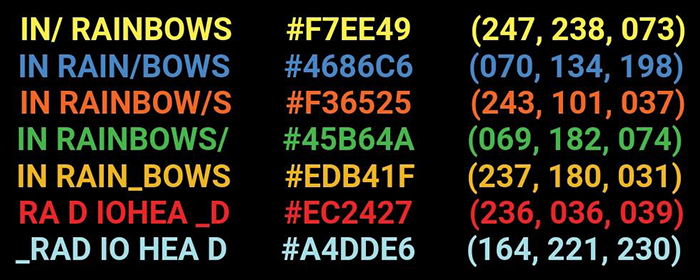 IN/ RAINBOWS #F7EE49 (247, 238, 073)
IN RAIN/BOWS #4686C6 (070, 134, 198)
IN RAINBOW/S #F36525 (243, 101, 037)
IN RAINBOWS/ #45B64A (069, 182, 074)
IN RAIN_BOWS #EDB41F (237, 180, 031)
RA D IOHEA _D #EC2427 (236, 036, 039)
_RAD IO HEA D #A4DDE6 (164, 221, 230)